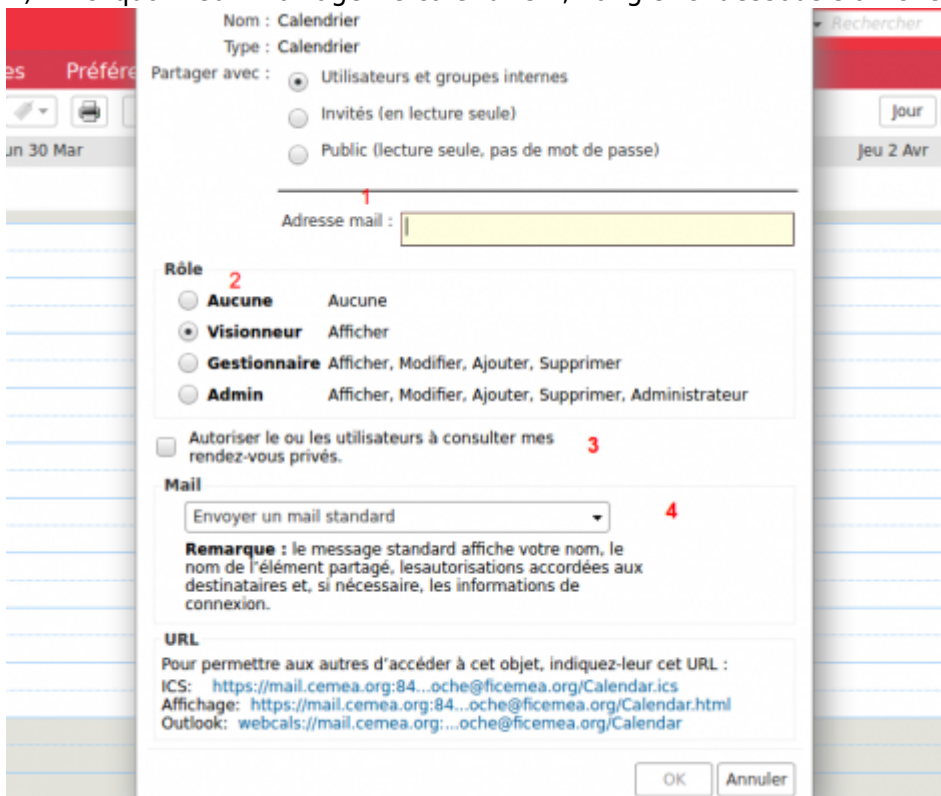 Nom : Calendrier
Type : Calendrier
Rechercher
es Préfére
Partager avec : Utilisateurs et groupes internes
Invités (en lecture seule)
Jour
Public (lecture seule, pas de mot de passe)
un 30 Mar
Jeu 2 Avr
1
Adresse mail :
Rôle
2
Aucune Aucune
Visionneur Afficher
Gestionnaire Afficher, Modifier, Ajouter, Supprimer
Admin Afficher, Modifier, Ajouter, Supprimer, Administrateur
Autoriser le ou les utilisateurs à consulter mes
rendez-vous privés.
3
Mail
Envoyer un mail standard
4
Remarque : le message standard affiche votre nom, le
nom de l'élément partagé, lesautorisations accordées aux
destinataires et, si nécessaire, les informations de
connexion.
URL
Pour permettre aux autres d'accéder à cet objet, indiquez-leur cet URL :
ICS: https://mail.cemea.org:84...oche@ficemea.org/Calendar.ics
Affichage: https://mail.cemea.org:84...oche@ficemea.org/Calendar.html
Outlook: webcals://mail.cemea.org:...oche@ficemea.org/Calendar
OK Annuler